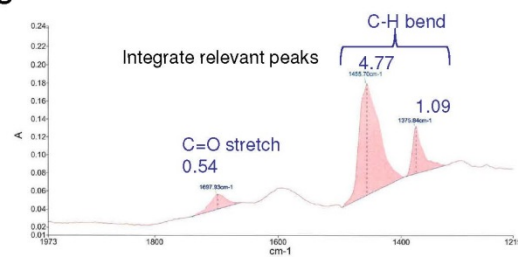 C-H bend
Integrate relevant peaks
4.77
1455.70cm-1
1.09
1375.84cm-1
C=O stretch
0.54
1697.93cm-1
A
0.24
0.22
0.20
0.18
0.16
0.14
0.12
0.10
0.08
0.06
0.04
0.02
0.01
1973
1800
1600
1400
cm-1